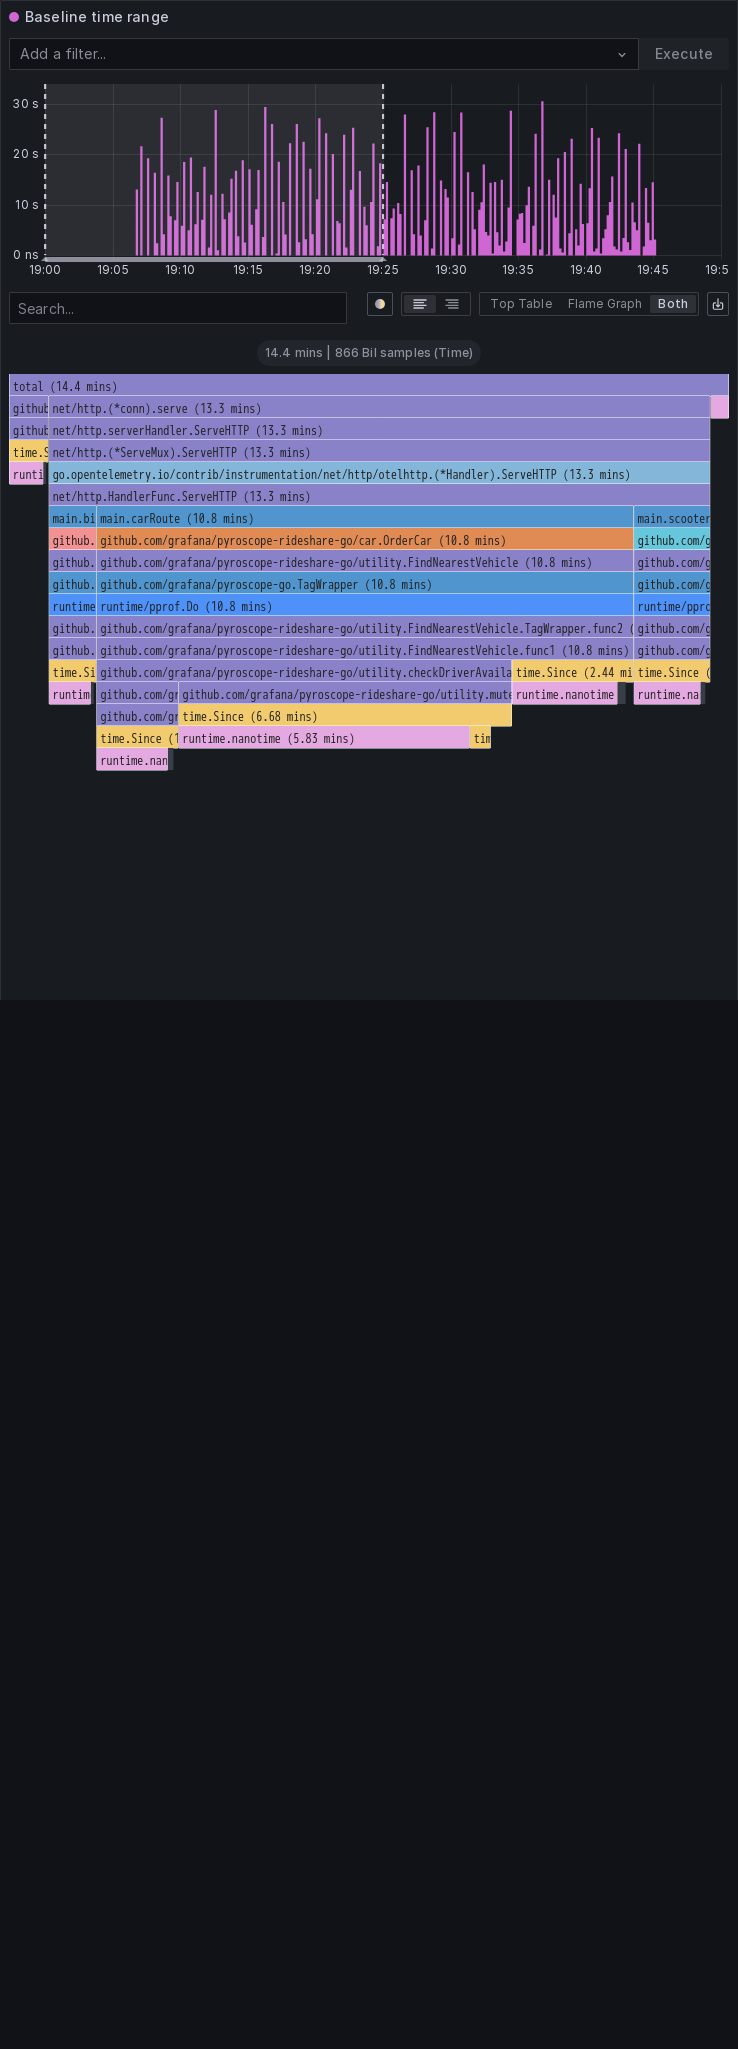 Baseline time range
Add a filter... Execute
30 s
20 s
10 s
0 ns
19:00 19:05 19:10 19:15 19:20 19:25 19:30 19:35 19:40 19:45 19:5
Search... Top Table Flame Graph Both
14.4 mins | 866 Bil samples (Time)
total (14.4 mins)
github net/http.(*conn).serve (13.3 mins)
github net/http.serverHandler.ServeHTTP (13.3 mins)
time.S net/http.(*ServeMux).ServeHTTP (13.3 mins)
runti go.opentelemetry.io/contrib/instrumentation/net/http/otelhttp.(*Handler).ServeHTTP (13.3 mins)
net/http.HandlerFunc.ServeHTTP (13.3 mins)
main.bi main.carRoute (10.8 mins) main.scooter
github. github.com/grafana/pyroscope-rideshare-go/car.OrderCar (10.8 mins) github.com/g
github. github.com/grafana/pyroscope-rideshare-go/utility.FindNearestVehicle (10.8 mins) github.com/g
github. github.com/grafana/pyroscope-go.TagWrapper (10.8 mins) github.com/g
runtime runtime/pprof.Do (10.8 mins) runtime/ppro
github. github.com/grafana/pyroscope-rideshare-go/utility.FindNearestVehicle.TagWrapper.func2 ( github.com/g
github. github.com/grafana/pyroscope-rideshare-go/utility.FindNearestVehicle.func1 (10.8 mins) github.com/g
time.Si github.com/grafana/pyroscope-rideshare-go/utility.checkDriverAvaila time.Since (2.44 mi time.Since (
runtim github.com/gr github.com/grafana/pyroscope-rideshare-go/utility.mute runtime.nanotime runtime.na
github.com/gr time.Since (6.68 mins)
time.Since (1 runtime.nanotime (5.83 mins) tim
runtime.nan